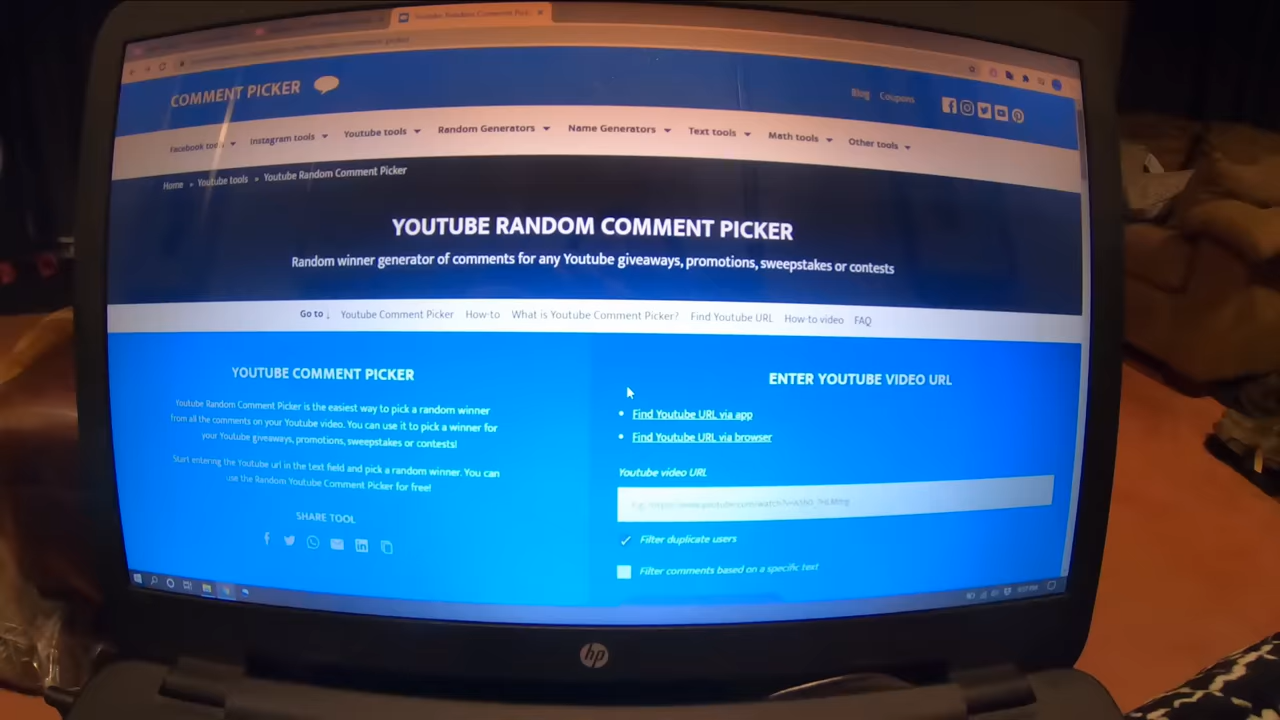 Youtube Random Comment Pick
COMMENT PICKER
Blog Coupons
Facebook tools Instagram tools Youtube tools Random Generators Name Generators Text tools Math tools Other tools
Home » Youtube tools » Youtube Random Comment Picker
YOUTUBE RANDOM COMMENT PICKER
Random winner generator of comments for any Youtube giveaways, promotions, sweepstakes or contests
Go to ↓ Youtube Comment Picker How-to What is Youtube Comment Picker? Find Youtube URL How-to video FAQ
YOUTUBE COMMENT PICKER
Youtube Random Comment Picker is the easiest way to pick a random winner
from all the comments on your Youtube video. You can use it to pick a winner for
your Youtube giveaways, promotions, sweepstakes or contests!
Start entering the Youtube url in the text field and pick a random winner. You can
use the Random Youtube Comment Picker for free!
SHARE TOOL
ENTER YOUTUBE VIDEO URL
• Find Youtube URL via app
• Find Youtube URL via browser
Youtube video URL
Filter duplicate users
Filter comments based on a specific text
hp